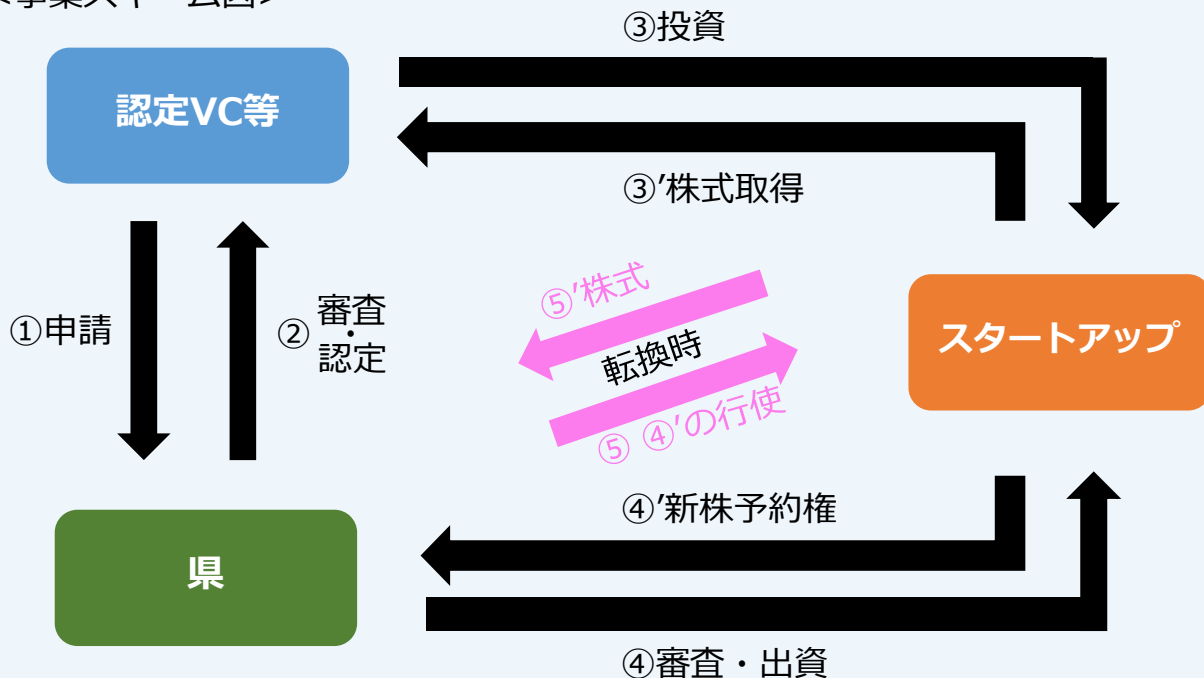 ③投資
認定VC等
③’株式取得
①申請
②
審査
・
認定
⑤’株式
転換時
⑤ ④’の行使
スタートアップ
④’新株予約権
県
④審査・出資